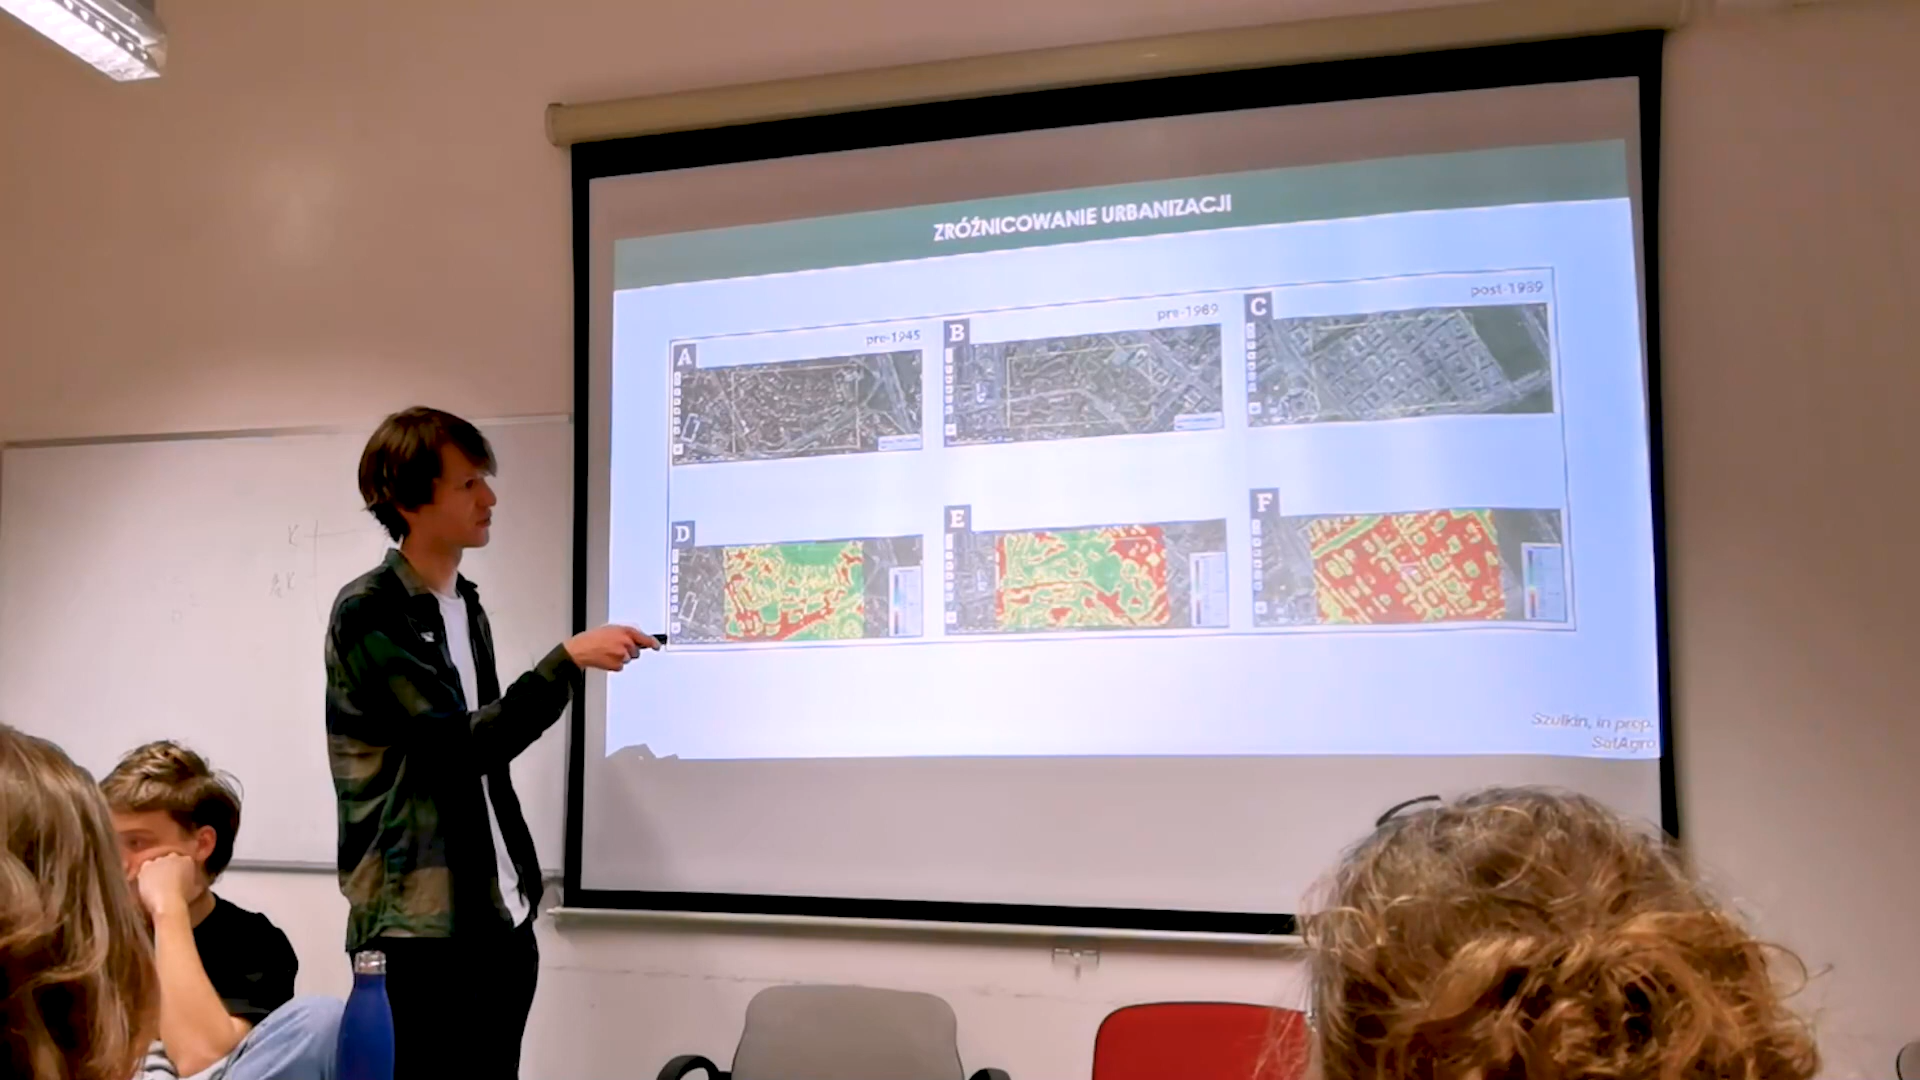 ZRÓŻNICOWANIE URBANIZACJI
pre-1945
pre-1989
post-1989
A
B
C
D
E
F
Szulkin, in prep.
SatAgro